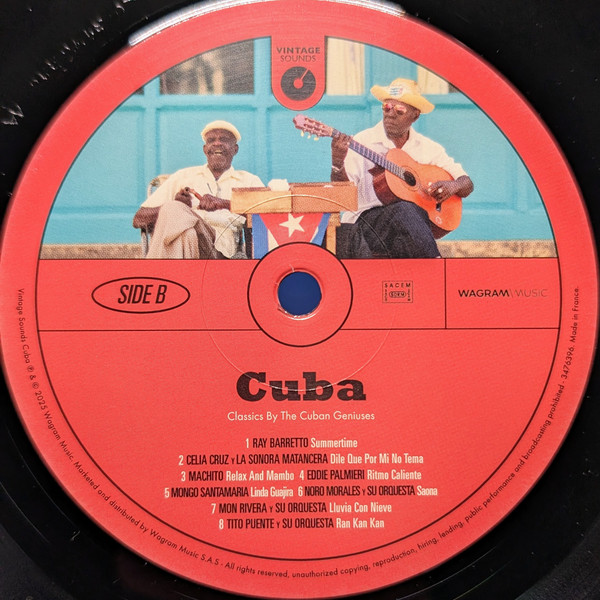 VINTAGE
SOUNDS
SIDE B
SACEM
SDRM
WAGRAM\MUSIC
Cuba
Classics By The Cuban Geniuses
1 RAY BARRETTO Summertime
2 CELIA CRUZ Y LA SONORA MATANCERA Dile Que Por Mi No Tema
3 MACHITO Relax And Mambo 4 EDDIE PALMIERI Ritmo Caliente
5 MONGO SANTAMARIA Linda Guajira 6 NORO MORALES Y SU ORQUESTA Saona
7 MON RIVERA Y SU ORQUESTA Lluvia Con Nieve
8 TITO PUENTE Y SU ORQUESTA Ran Kan Kan
Vintage Sounds Cuba ℗ & © 2025 Wagram Music. Marketed and distributed by Wagram Music S.A.S - All rights reserved, unauthorized copying, reproduction, hiring, lending, public performance and broadcasting prohibited - 3476396. Made in France.